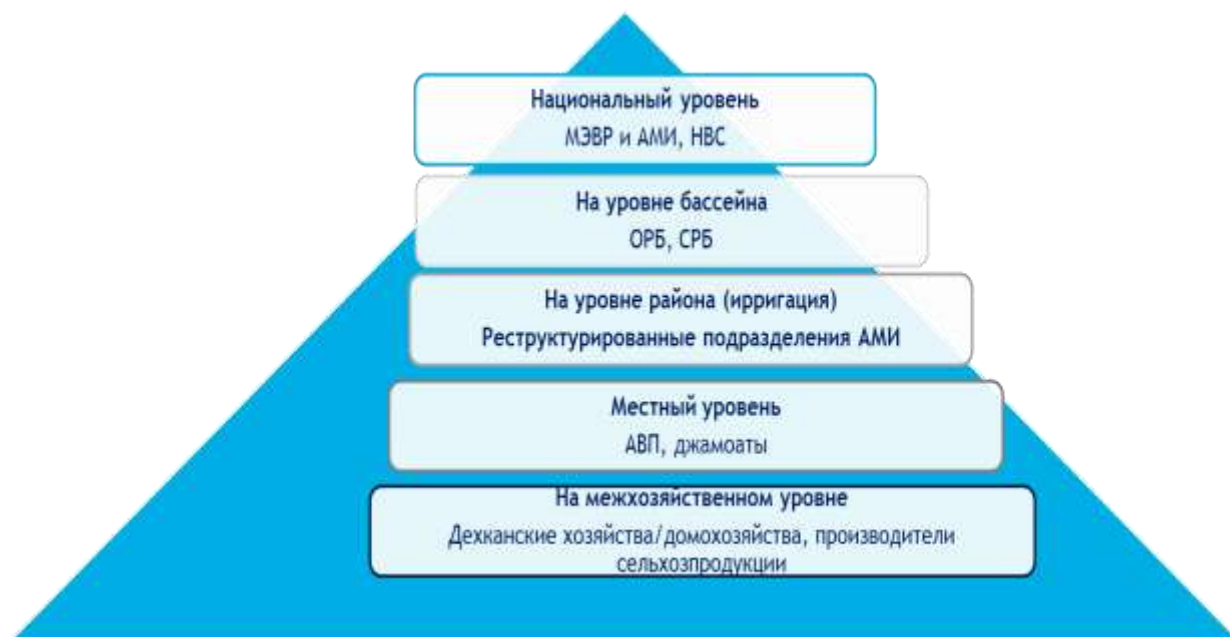 Национальный уровень
МЭВР и АМИ, НВС
На уровне бассейна
ОРБ, СРБ
На уровне района (ирригация)
Реструктурированные подразделения АМИ
Местный уровень
АВП, джамоаты
На межхозяйственном уровне
Дехканские хозяйства/домохозяйства, производители
сельхозпродукции